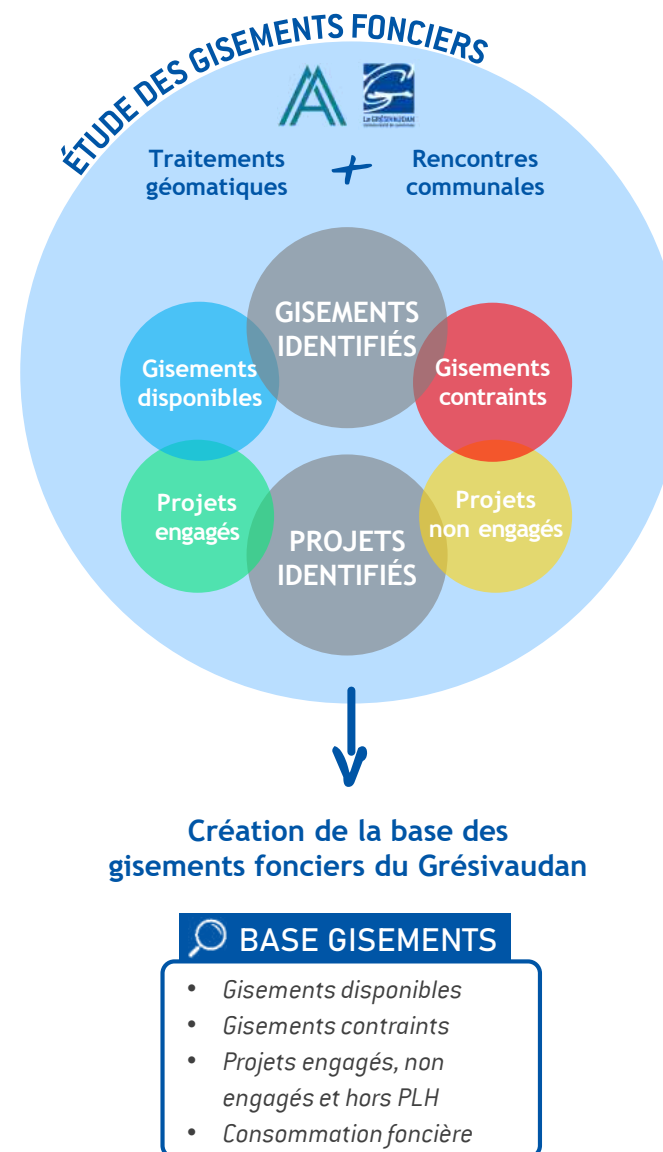 ÉTUDE DES GISEMENTS FONCIERS
Le GRÉSIVAUDAN
Traitements
géomatiques
+
Rencontres
communales
GISEMENTS
IDENTIFIÉS
Gisements
disponibles
Gisements
contraints
Projets
engagés
Projets
non engagés
PROJETS
IDENTIFIÉS
Création de la base des
gisements fonciers du Grésivaudan
BASE GISEMENTS
• Gisements disponibles
• Gisements contraints
• Projets engagés, non
engagés et hors PLH
• Consommation foncière